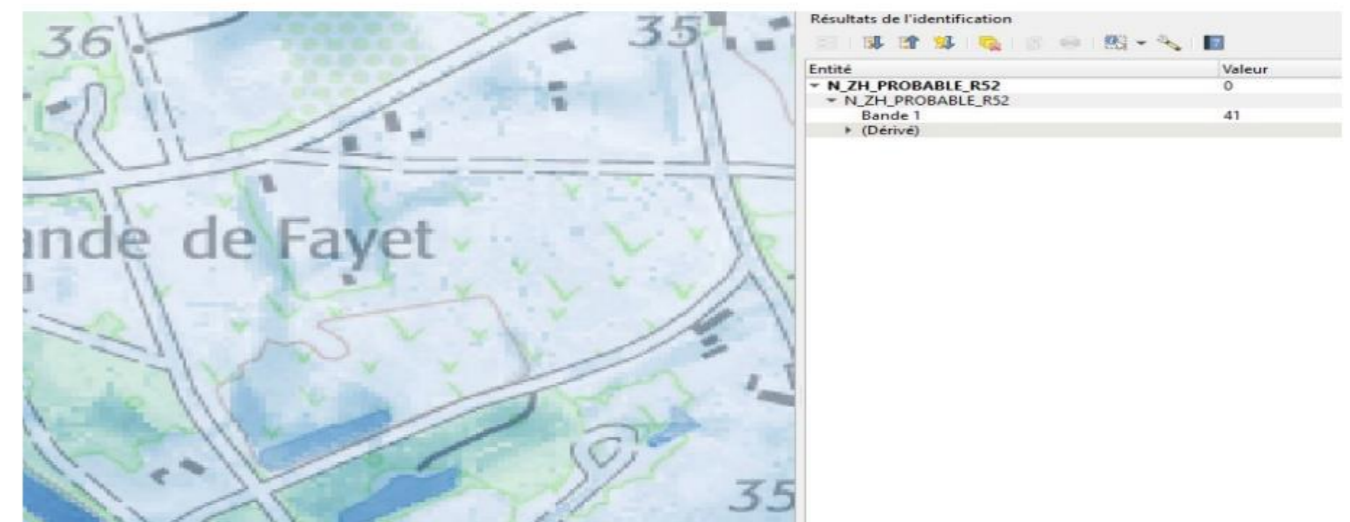 36
35
ande de Fayet
35
Résultats de l'identification
Entité Valeur
N_ZH_PROBABLE_R52 0
N_ZH_PROBABLE_R52
Bande 1 41
(Dérivé)